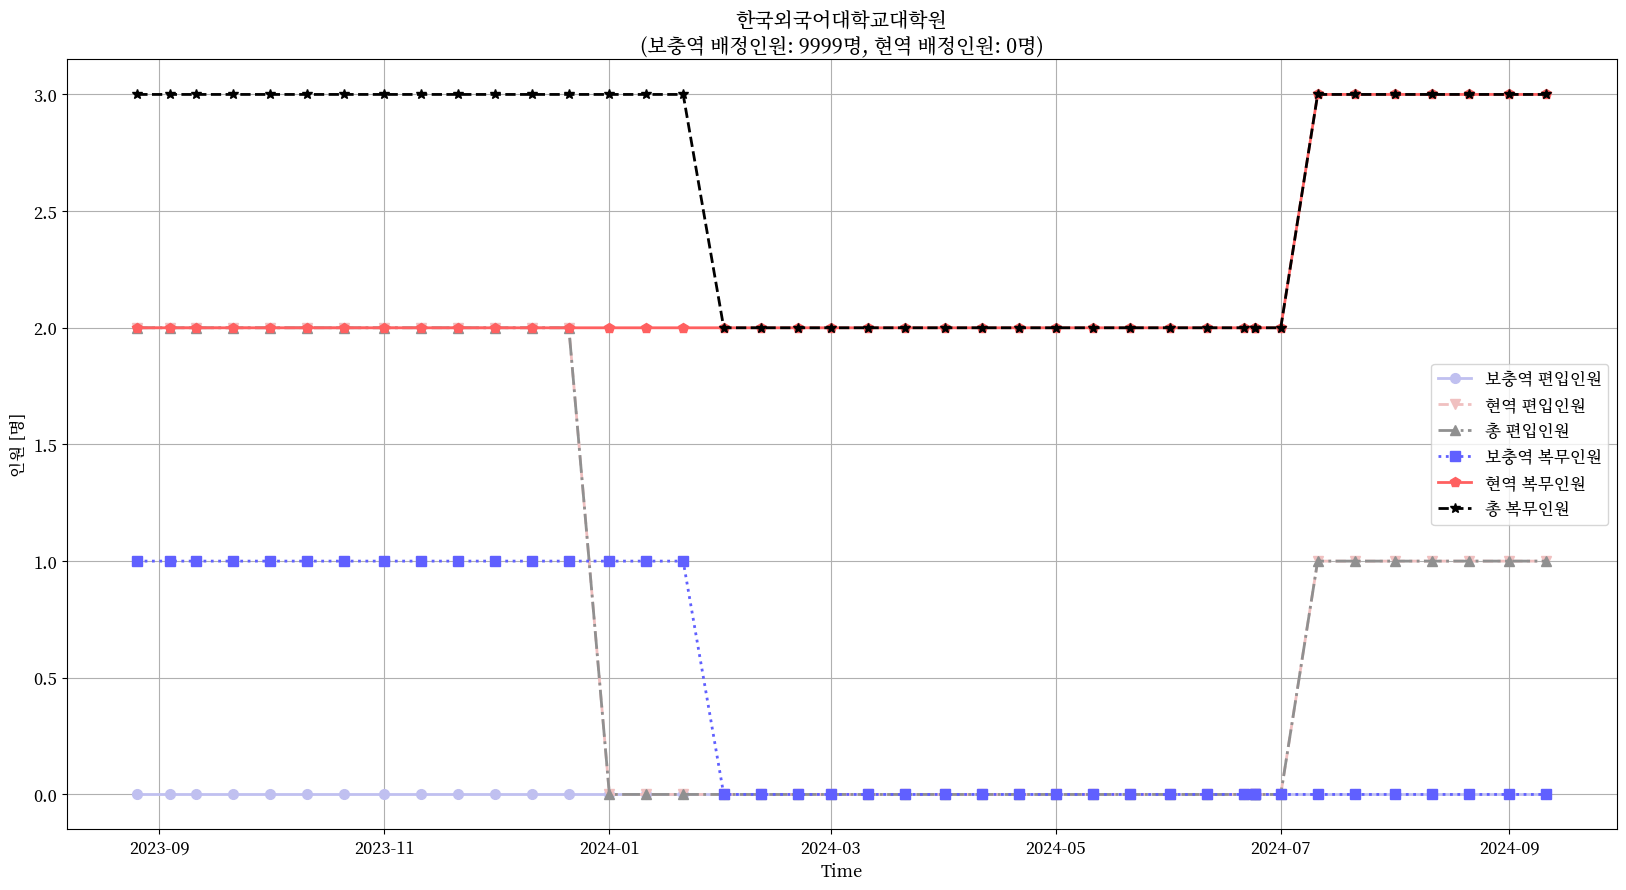 한국외국어대학교대학원
(보충역 배정인원: 9999명, 현역 배정인원: 0명)
3.0
2.5
2.0
1.5
1.0
0.5
0.0
인원 [명]
보충역 편입인원
현역 편입인원
총 편입인원
보충역 복무인원
현역 복무인원
총 복무인원
2023-09
2023-11
2024-01
2024-03
2024-05
2024-07
2024-09
Time